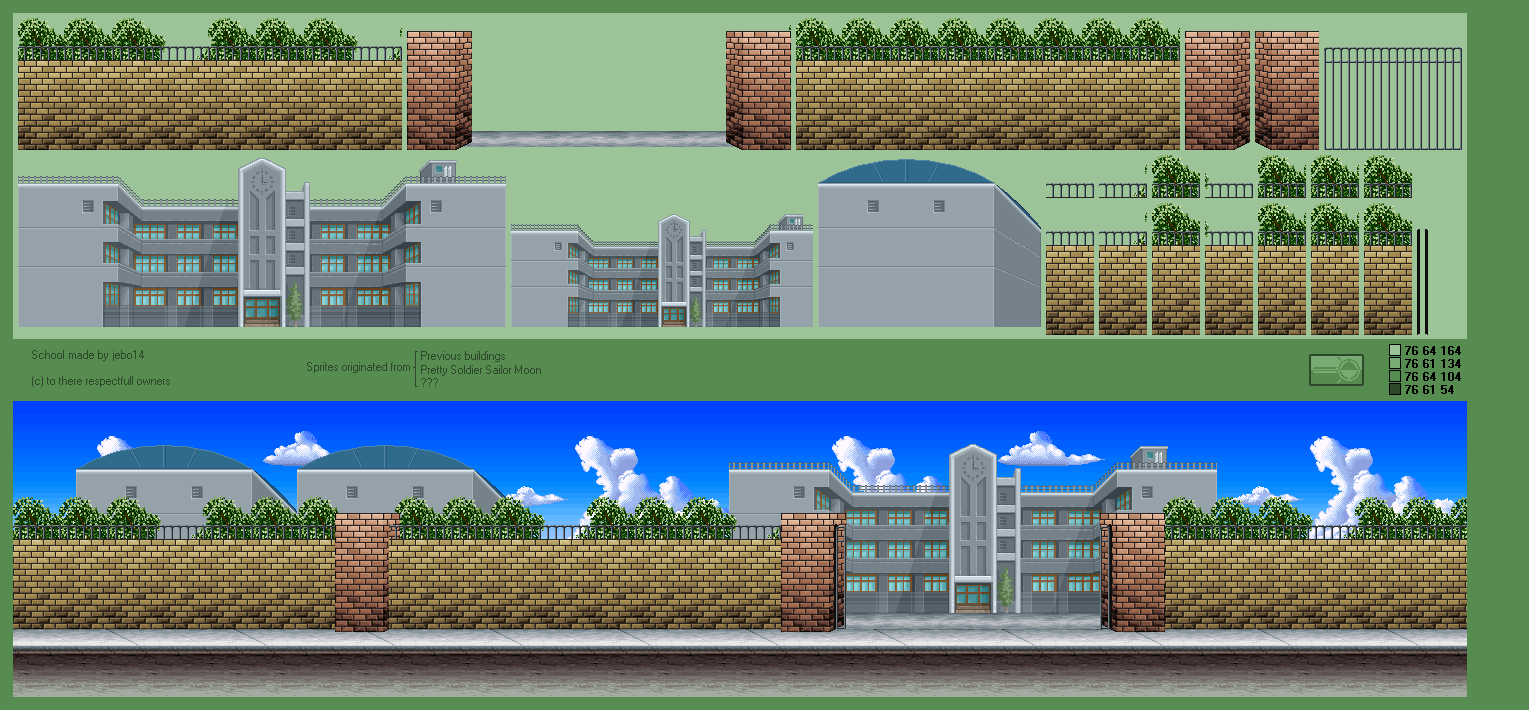 School made by jebo14
(c) to there respectfull owners
Sprites originated from
Previous buildings
Pretty Soldier Sailor Moon
???
76 64 164
76 61 134
76 64 104
76 61 54